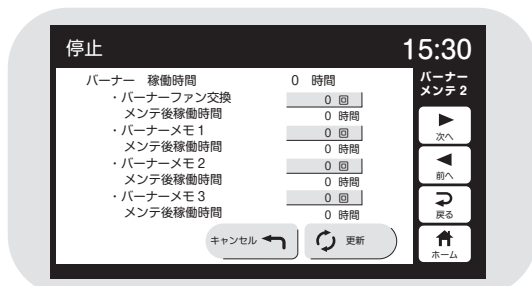 停止 15:30
バーナー 稼働時間 0 時間
・バーナーファン交換 0 回
メンテ後稼働時間 0 時間
・バーナーメモ 1 0 回
メンテ後稼働時間 0 時間
・バーナーメモ 2 0 回
メンテ後稼働時間 0 時間
・バーナーメモ 3 0 回
メンテ後稼働時間 0 時間
キャンセル 更新
バーナー
メンテ 2
次へ
前へ
戻る
ホーム